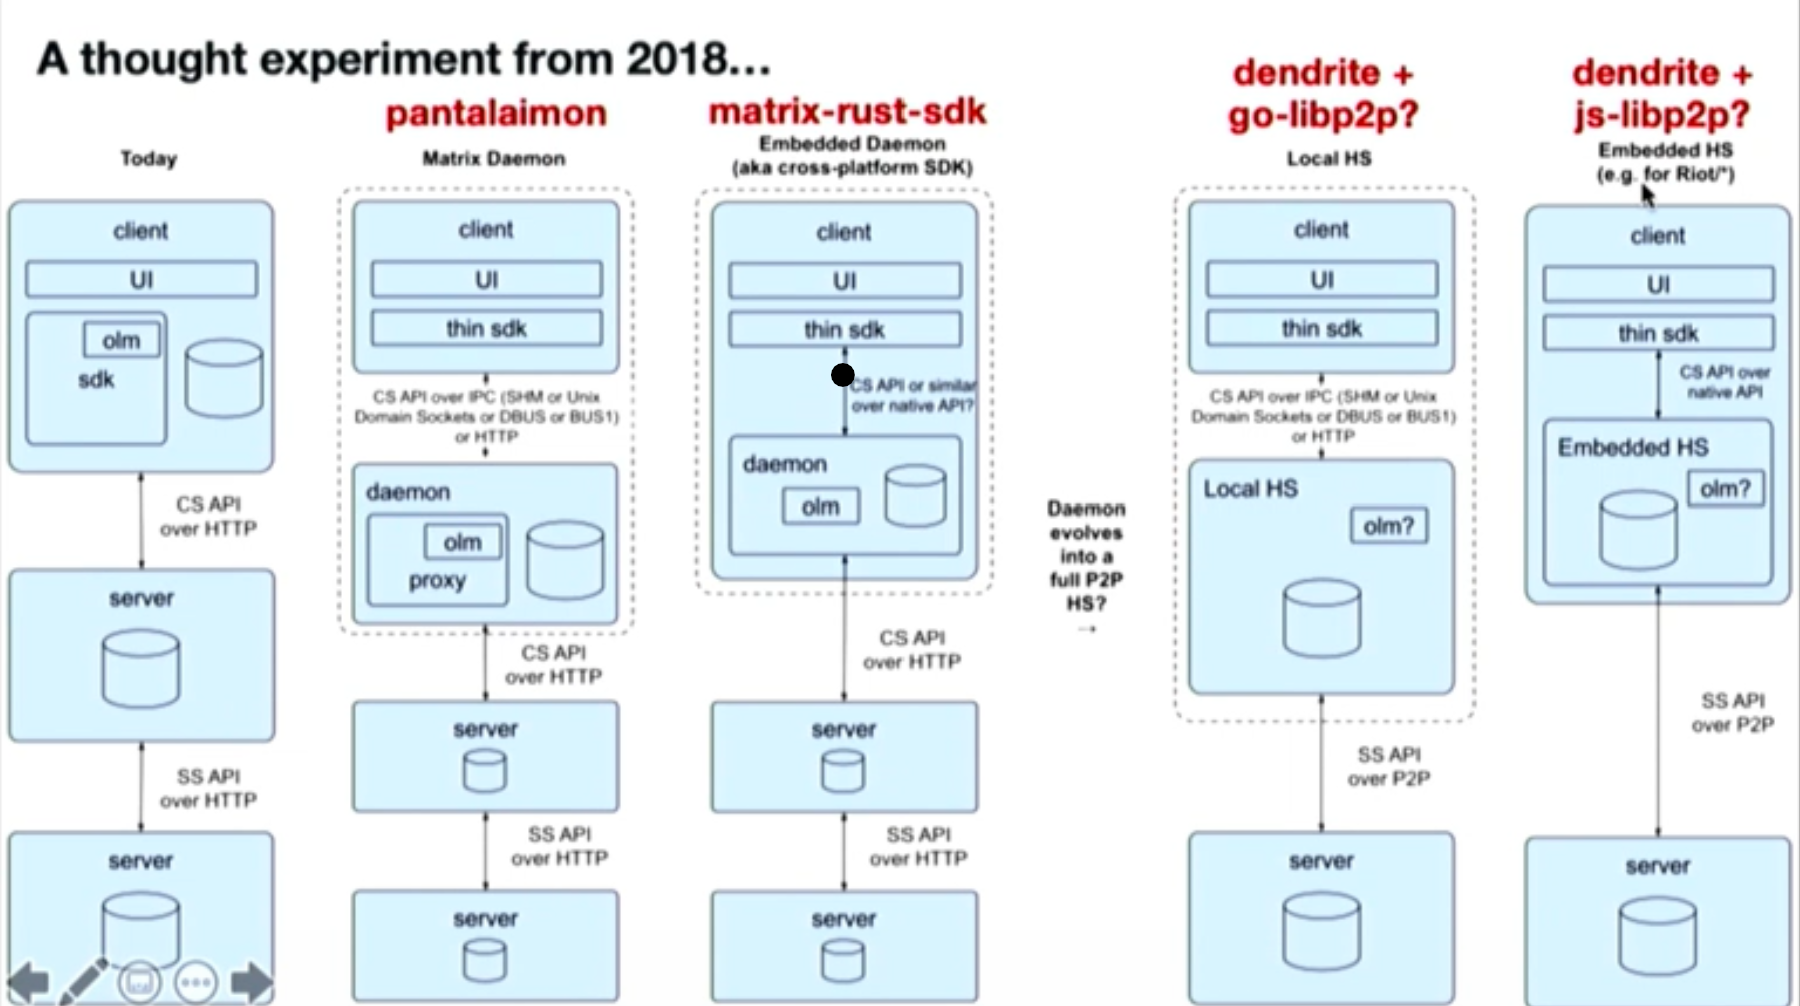 A thought experiment from 2018...
Today
client
UI
olm
sdk
CS API
over HTTP
server
SS API
over HTTP
server
pantalaimon
Matrix Daemon
client
UI
thin sdk
CS API over IPC (SHM or Unix
Domain Sockets or DBUS or BUS1)
or HTTP
daemon
olm
proxy
CS API
over HTTP
server
SS API
over HTTP
server
matrix-rust-sdk
Embedded Daemon
(aka cross-platform SDK)
client
UI
thin sdk
CS API or similar
over native API?
daemon
olm
CS API
over HTTP
server
SS API
over HTTP
server
Daemon
evolves
into a
full P2P
HS?
→
dendrite +
go-libp2p?
Local HS
client
UI
thin sdk
CS API over IPC (SHM or Unix
Domain Sockets or DBUS or BUS1)
or HTTP
Local HS
olm?
SS API
over P2P
server
dendrite +
js-libp2p?
Embedded HS
(e.g. for Riot/*)
client
UI
thin sdk
CS API over
native API
Embedded HS
olm?
SS API
over P2P
server